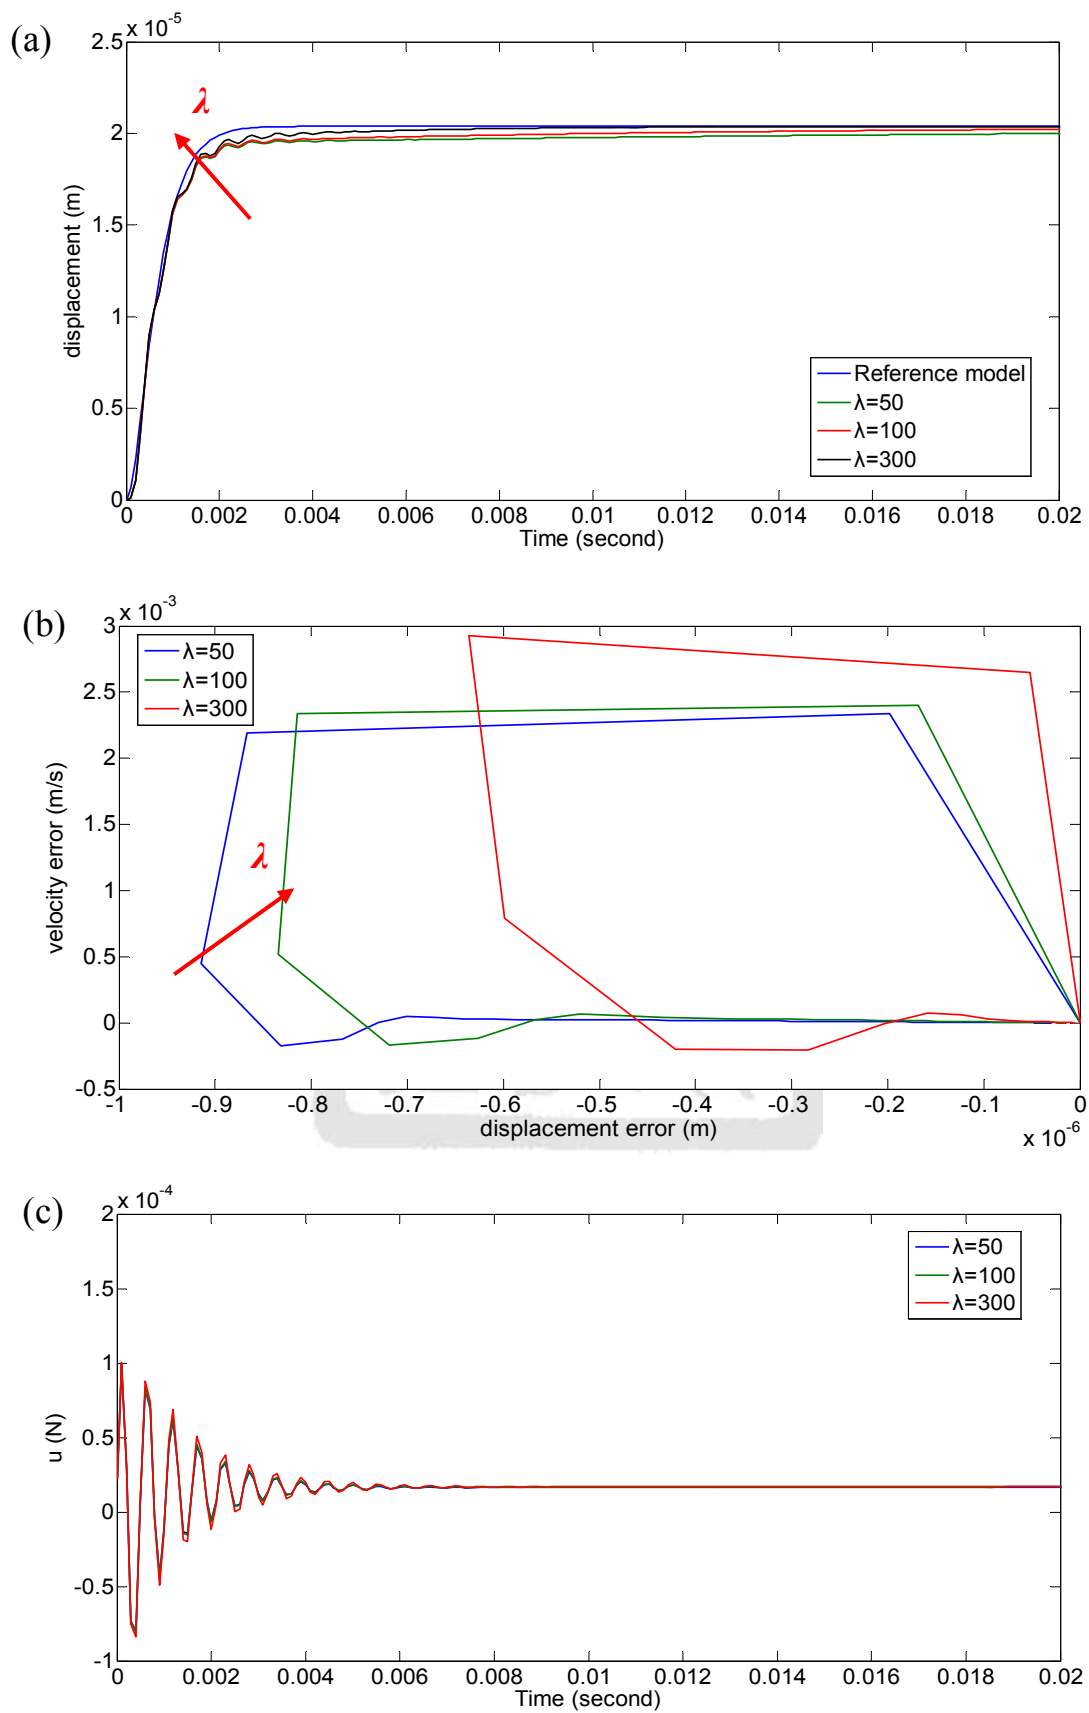 (a)
x 10-5
2.5
2
1.5
1
0.5
0
displacement (m)
λ
Reference model
λ=50
λ=100
λ=300
0 0.002 0.004 0.006 0.008 0.01 0.012 0.014 0.016 0.018 0.02
Time (second)
(b)
x 10-3
3
2.5
2
1.5
1
0.5
0
-0.5
velocity error (m/s)
λ=50
λ=100
λ=300
λ
-1 -0.9 -0.8 -0.7 -0.6 -0.5 -0.4 -0.3 -0.2 -0.1 0
displacement error (m)
x 10-6
(c)
x 10-4
2
1.5
1
0.5
0
-0.5
-1
u (N)
λ=50
λ=100
λ=300
0 0.002 0.004 0.006 0.008 0.01 0.012 0.014 0.016 0.018 0.02
Time (second)